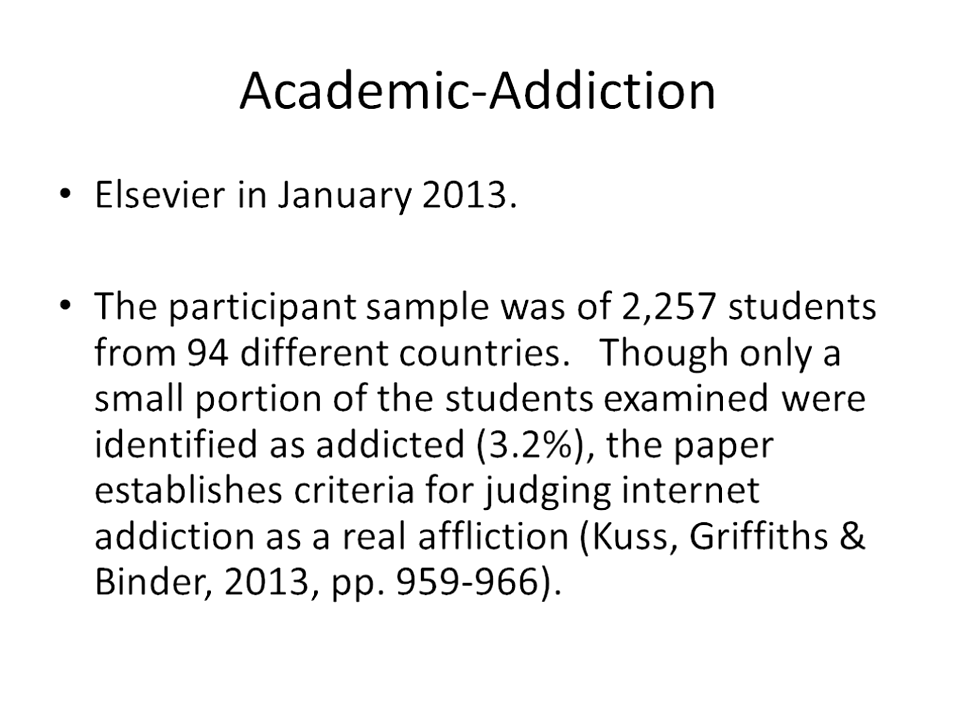 Academic-Addiction
• Elsevier in January 2013.
• The participant sample was of 2,257 students
from 94 different countries.   Though only a
small portion of the students examined were
identified as addicted (3.2%), the paper
establishes criteria for judging internet
addiction as a real affliction (Kuss, Griffiths &
Binder, 2013, pp. 959-966).